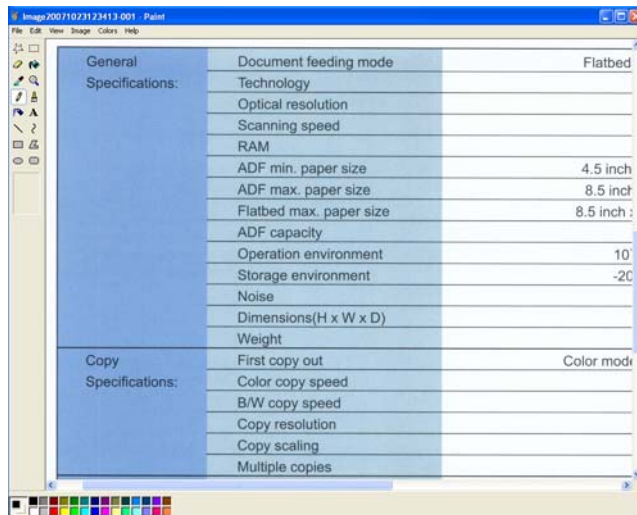 Image20071023123413-001 - Paint
File Edit View Image Colors Help
General Document feeding mode Flatbed
Specifications: Technology
Optical resolution
Scanning speed
RAM
ADF min. paper size 4.5 inch
ADF max. paper size 8.5 inch
Flatbed max. paper size 8.5 inch
ADF capacity
Operation environment 10
Storage environment -20
Noise
Dimensions(H x W x D)
Weight
Copy First copy out Color mode
Specifications: Color copy speed
B/W copy speed
Copy resolution
Copy scaling
Multiple copies